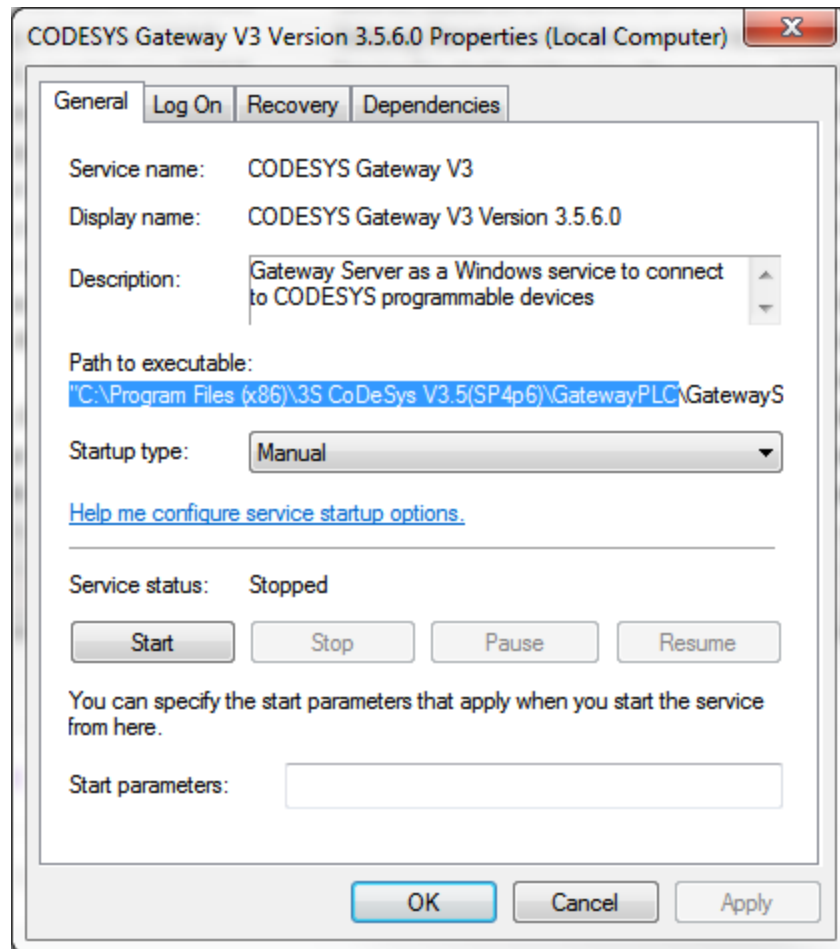 CODESYS Gateway V3 Version 3.5.6.0 Properties (Local Computer)
General Log On Recovery Dependencies
Service name: CODESYS Gateway V3
Display name: CODESYS Gateway V3 Version 3.5.6.0
Description: Gateway Server as a Windows service to connect
to CODESYS programmable devices
Path to executable:
"C:\Program Files (x86)\3S CoDeSys V3.5(SP4p6)\GatewayPLC\GatewayS
Startup type: Manual
Help me configure service startup options.
Service status: Stopped
Start Stop Pause Resume
You can specify the start parameters that apply when you start the service
from here.
Start parameters:
OK Cancel Apply